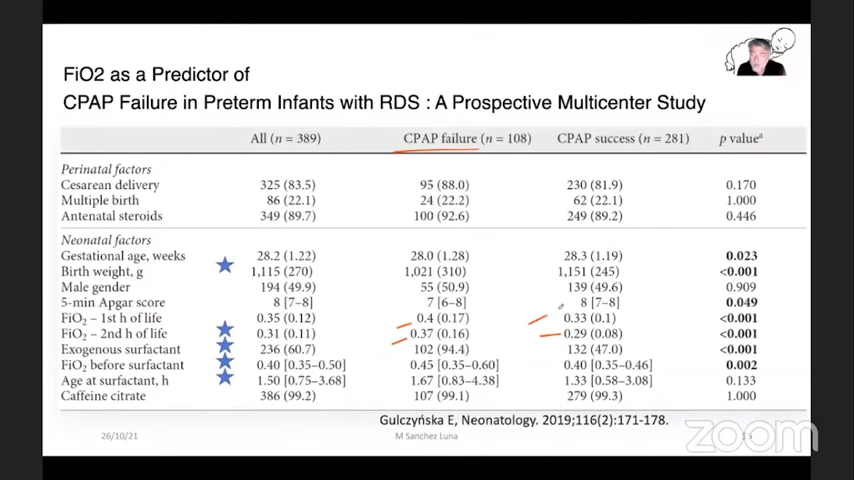 FiO2 as a Predictor of
CPAP Failure in Preterm Infants with RDS : A Prospective Multicenter Study
All (n = 389) CPAP failure (n = 108) CPAP success (n = 281) p valueᵃ
Perinatal factors
Cesarean delivery 325 (83.5) 95 (88.0) 230 (81.9) 0.170
Multiple birth 86 (22.1) 24 (22.2) 62 (22.1) 1.000
Antenatal steroids 349 (89.7) 100 (92.6) 249 (89.2) 0.446
Neonatal factors
Gestational age, weeks 28.2 (1.22) 28.0 (1.28) 28.3 (1.19) 0.023
Birth weight, g 1,115 (270) 1,021 (310) 1,151 (245) <0.001
Male gender 194 (49.9) 55 (50.9) 139 (49.6) 0.909
5-min Apgar score 8 [7–8] 7 [6–8] 8 [7–8] 0.049
FiO₂ – 1st h of life 0.35 (0.12) 0.4 (0.17) 0.33 (0.1) <0.001
FiO₂ – 2nd h of life 0.31 (0.11) 0.37 (0.16) 0.29 (0.08) <0.001
Exogenous surfactant 236 (60.7) 102 (94.4) 132 (47.0) <0.001
FiO₂ before surfactant 0.40 [0.35–0.50] 0.45 [0.35–0.60] 0.40 [0.35–0.46] 0.002
Age at surfactant, h 1.50 [0.75–3.68] 1.67 [0.83–4.38] 1.33 [0.58–3.08] 0.133
Caffeine citrate 386 (99.2) 107 (99.1) 279 (99.3) 1.000
Gulczyńska E, Neonatology. 2019;116(2):171-178.
26/10/21 M Sanchez Luna
zoom